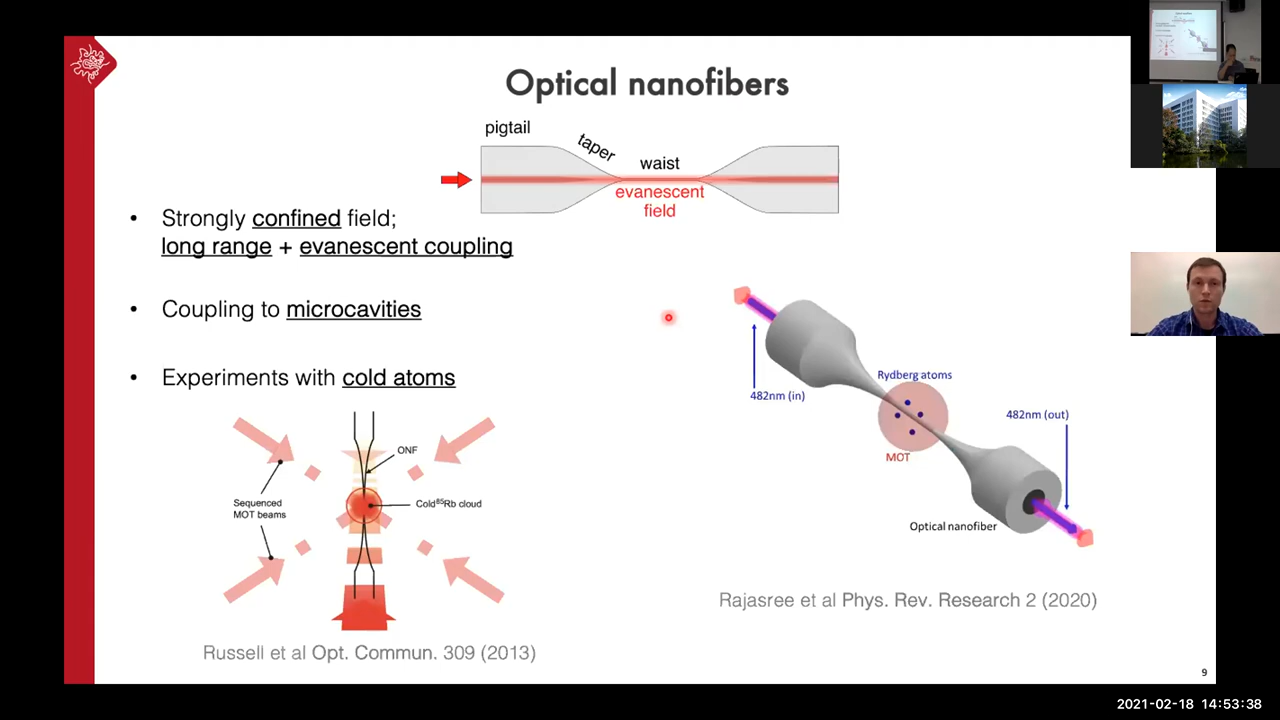 Optical nanofibers
pigtail
taper
waist
evanescent
field
• Strongly confined field;
long range + evanescent coupling
• Coupling to microcavities
• Experiments with cold atoms
ONF
Sequenced
MOT beams
Cold⁸⁵Rb cloud
Russell et al Opt. Commun. 309 (2013)
482nm (in)
Rydberg atoms
MOT
482nm (out)
Optical nanofiber
Rajasree et al Phys. Rev. Research 2 (2020)
9
2021-02-18 14:53:38